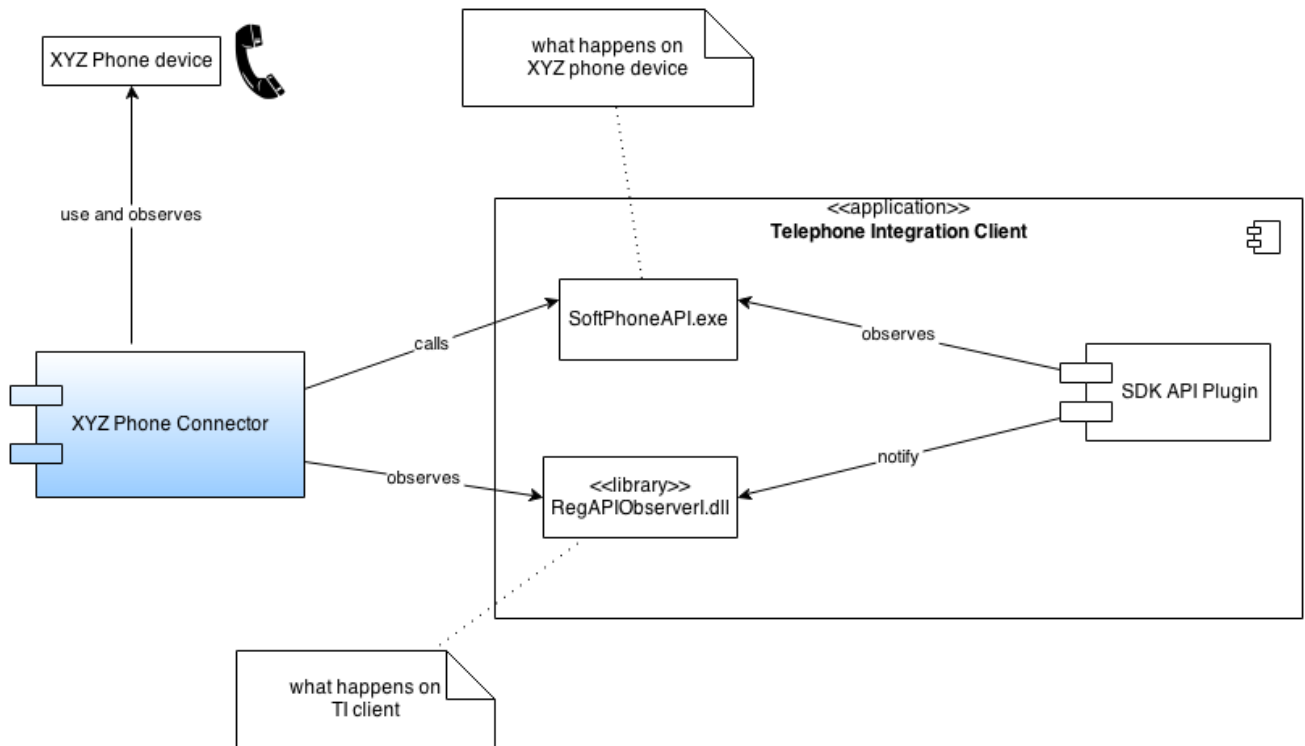 what happens on
XYZ phone device
XYZ Phone device
use and observes
<<application>>
Telephone Integration Client
SoftPhoneAPI.exe
calls
observes
SDK API Plugin
XYZ Phone Connector
observes
notify
<<library>>
RegAPIObserverI.dll
what happens on
TI client